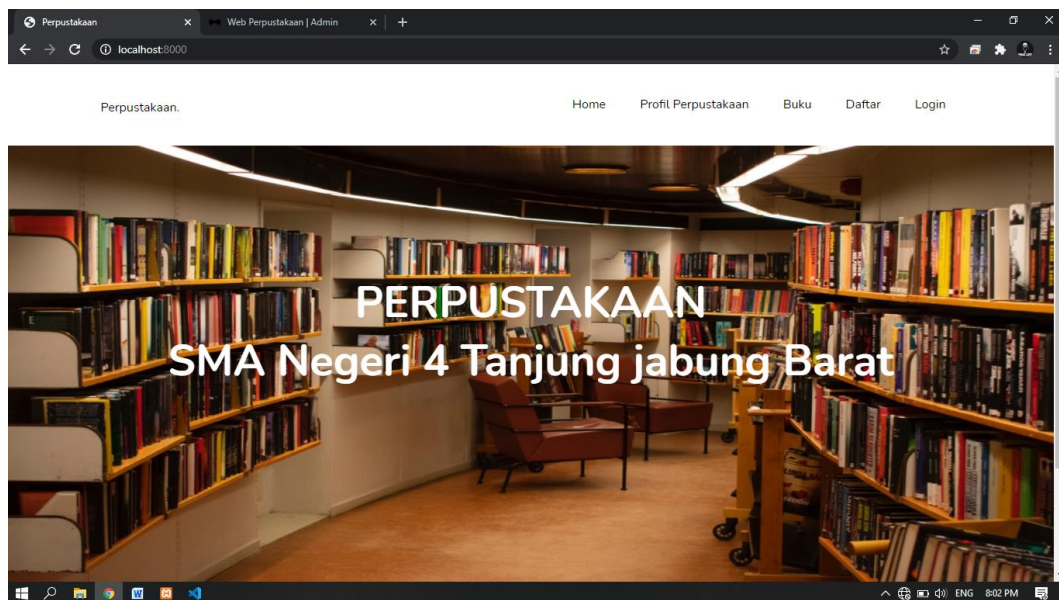 Perpustakaan
Web Perpustakaan | Admin
localhost:8000
Perpustakaan.
Home Profil Perpustakaan Buku Daftar Login
PERPUSTAKAAN
SMA Negeri 4 Tanjung jabung Barat
ENG 8:02 PM